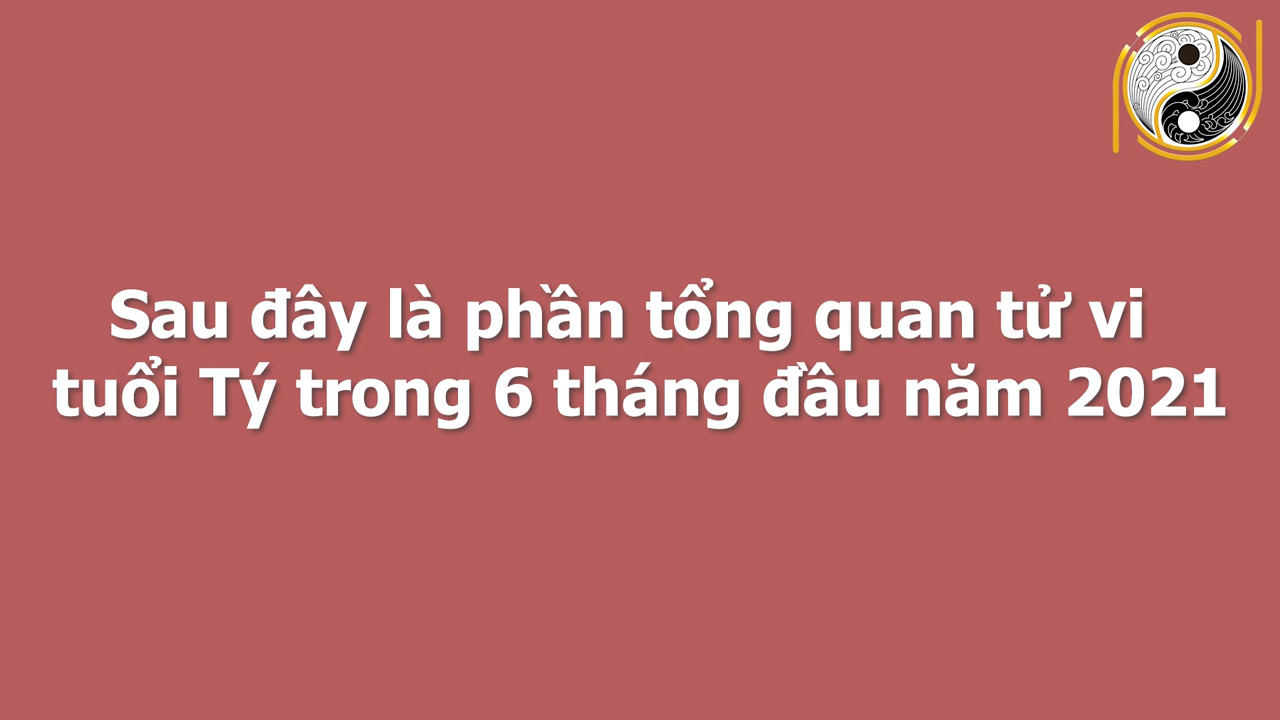 Sau đây là phần tổng quan tử vi
tuổi Tý trong 6 tháng đầu năm 2021